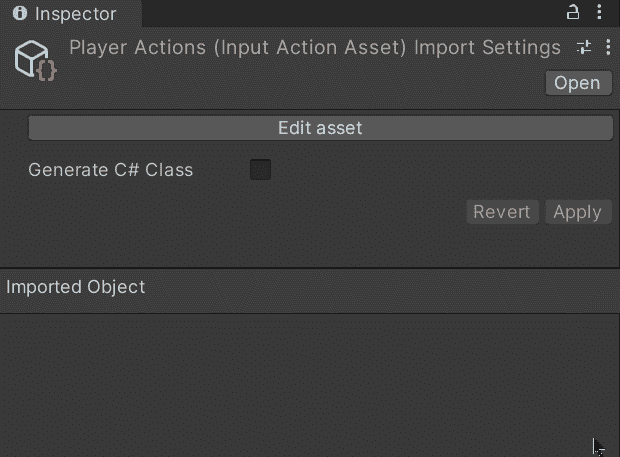 Inspector
Player Actions (Input Action Asset) Import Settings
Open
Edit asset
Generate C# Class
Revert Apply
Imported Object